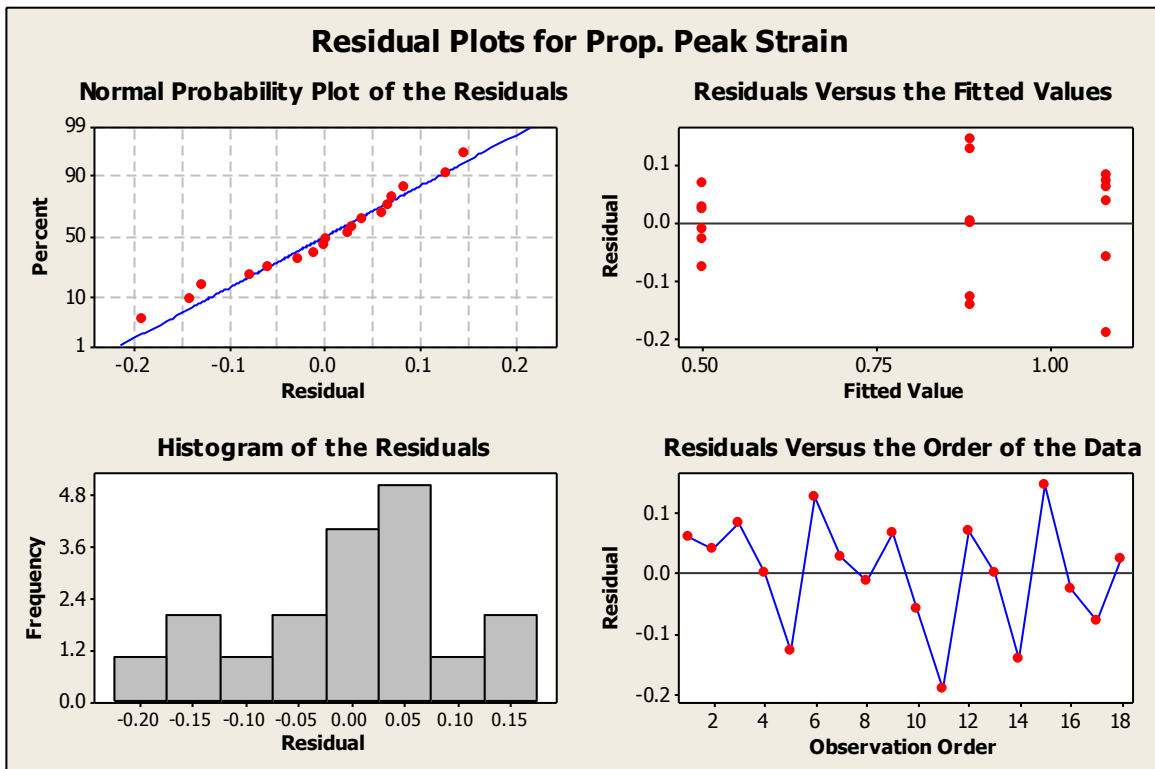 Residual Plots for Prop. Peak Strain
Normal Probability Plot of the Residuals
99
90
50
10
1
Percent
-0.2 -0.1 0.0 0.1 0.2
Residual
Residuals Versus the Fitted Values
0.1
0.0
-0.1
-0.2
Residual
0.50 0.75 1.00
Fitted Value
Histogram of the Residuals
4.8
3.6
2.4
1.2
0.0
Frequency
-0.20 -0.15 -0.10 -0.05 0.00 0.05 0.10 0.15
Residual
Residuals Versus the Order of the Data
0.1
0.0
-0.1
-0.2
Residual
2 4 6 8 10 12 14 16 18
Observation Order